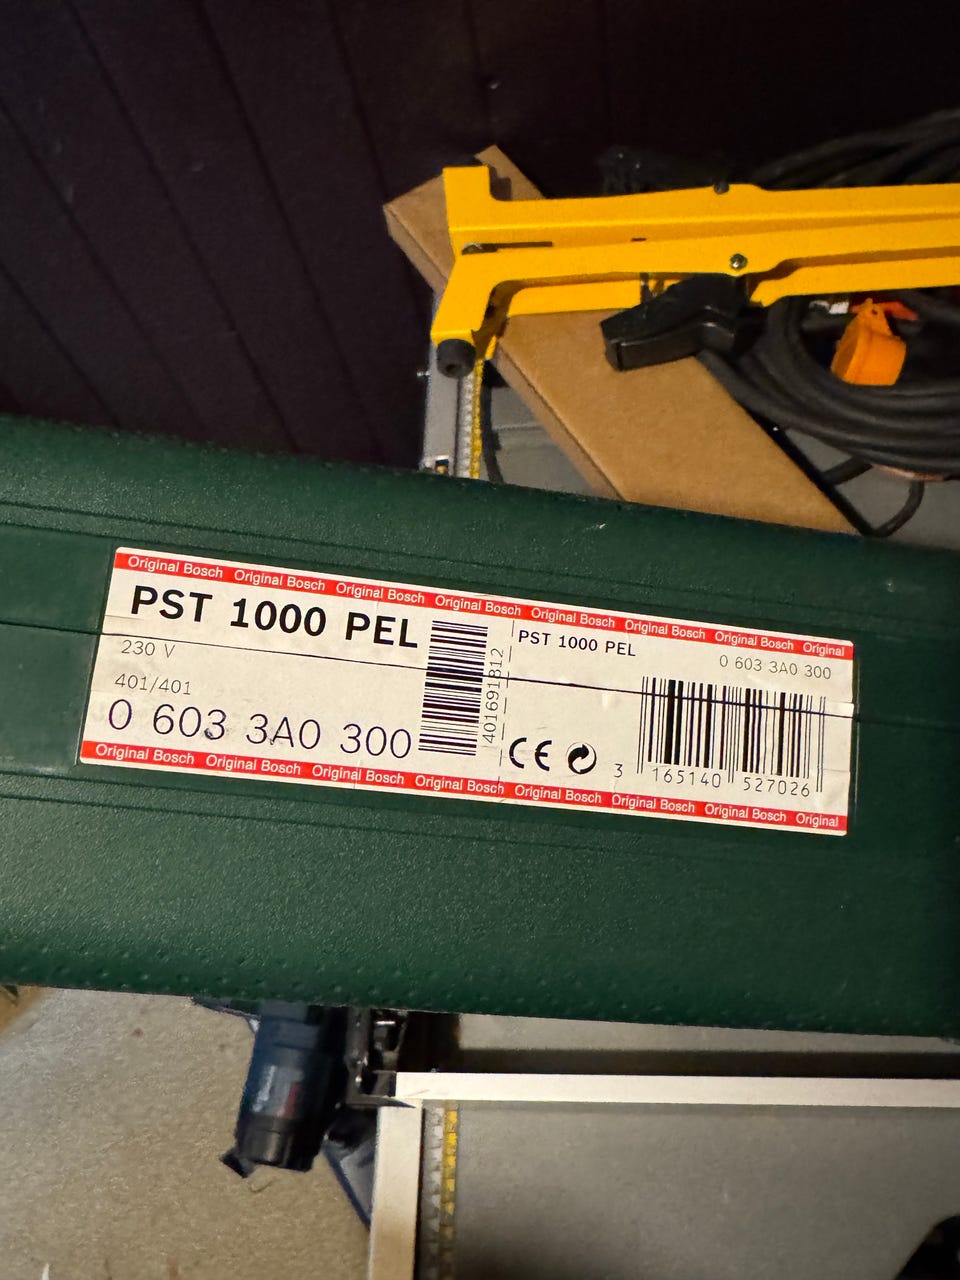 Original Bosch Original Bosch Original Bosch Original Bosch Original Bosch Original Bosch Original Bosch Original
PST 1000 PEL
230 V
401/401
0 603 3A0 300
401691812
PST 1000 PEL
0 603 3A0 300
CE
3 165140 527026
Original Bosch Original Bosch Original Bosch Original Bosch Original Bosch Original Bosch Original Bosch Original